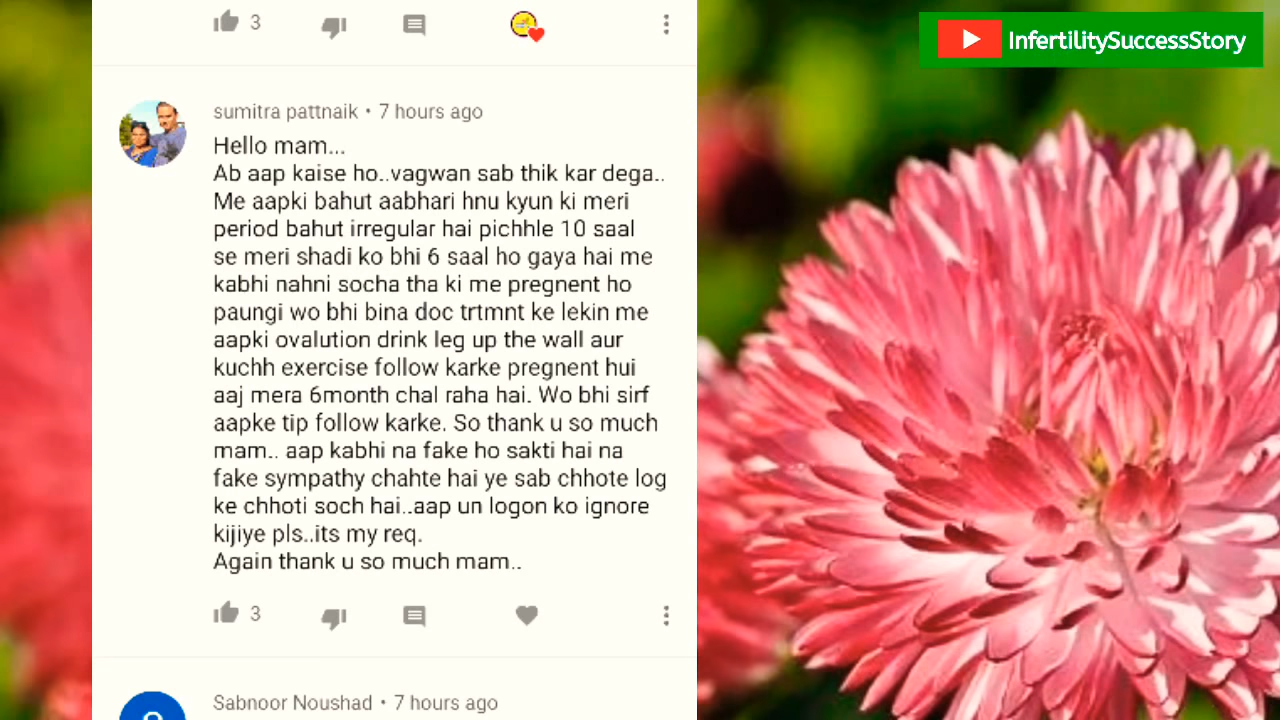 3
InfertilitySuccessStory
sumitra pattnaik • 7 hours ago
Hello mam...
Ab aap kaise ho..vagwan sab thik kar dega..
Me aapki bahut aabhari hnu kyun ki meri
period bahut irregular hai pichhle 10 saal
se meri shadi ko bhi 6 saal ho gaya hai me
kabhi nahni socha tha ki me pregnent ho
paungi wo bhi bina doc trtmnt ke lekin me
aapki ovalution drink leg up the wall aur
kuchh exercise follow karke pregnent hui
aaj mera 6month chal raha hai. Wo bhi sirf
aapke tip follow karke. So thank u so much
mam.. aap kabhi na fake ho sakti hai na
fake sympathy chahte hai ye sab chhote log
ke chhoti soch hai..aap un logon ko ignore
kijiye pls..its my req.
Again thank u so much mam..
3
Sabnoor Noushad • 7 hours ago